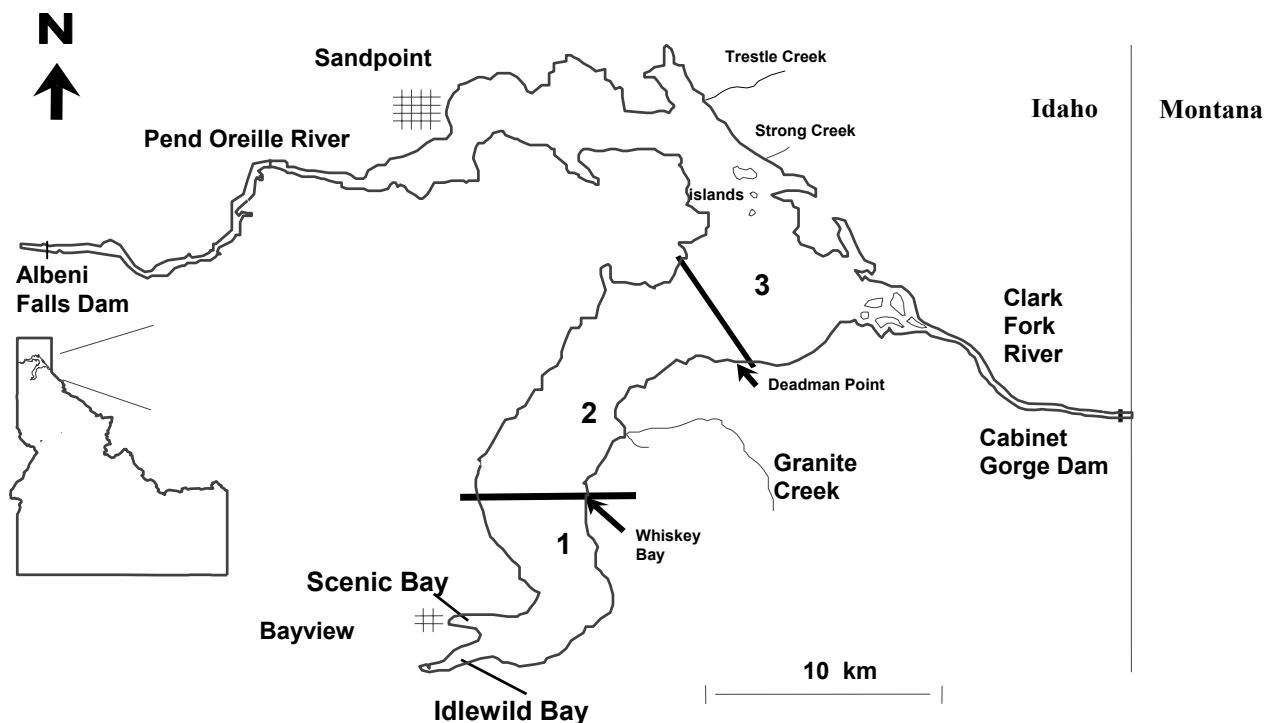 N
Sandpoint
Trestle Creek
Idaho
Montana
Pend Oreille River
Strong Creek
islands
Albeni
Falls Dam
3
Clark
Fork
River
Deadman Point
2
Cabinet
Gorge Dam
Granite
Creek
1
Whiskey
Bay
Scenic Bay
Bayview
10 km
Idlewild Bay